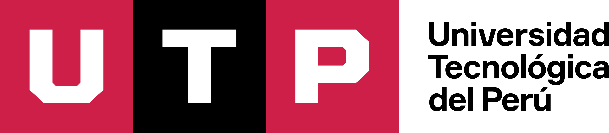 UTP
Universidad
Tecnológica
del Perú